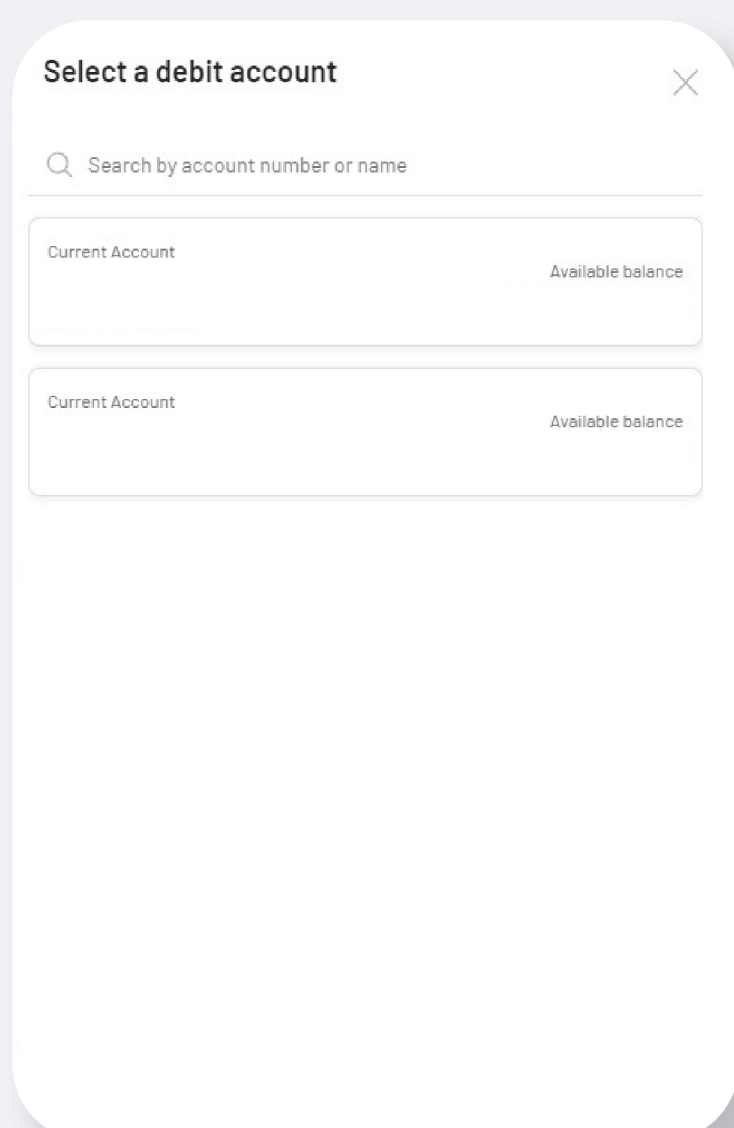 Select a debit account
Search by account number or name
Current Account
Available balance
Current Account
Available balance